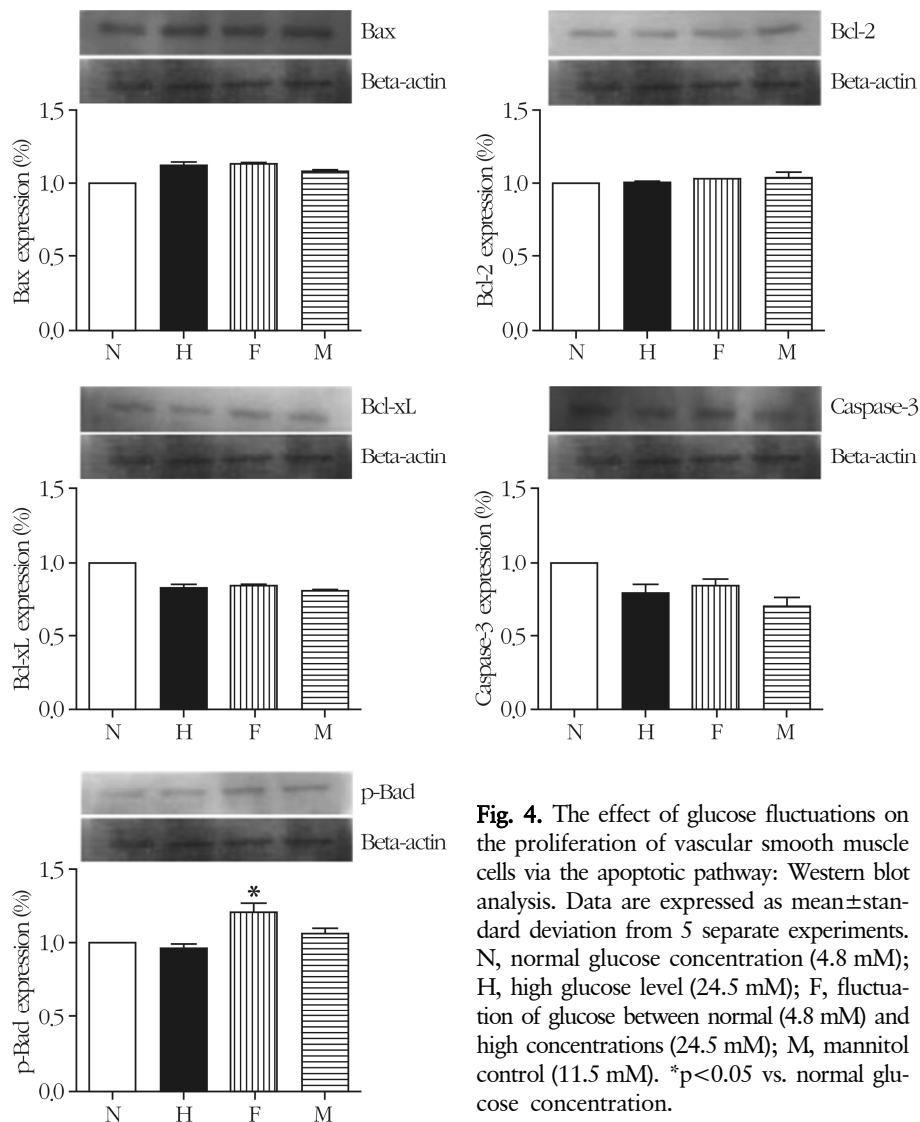 Bax
Beta-actin
1.5
1.0
0.5
0.0
Bax expression (%)
N H F M
Bcl-2
Beta-actin
1.5
1.0
0.5
0.0
Bcl-2 expression (%)
N H F M
Bcl-xL
Beta-actin
1.5
1.0
0.5
0.0
Bcl-xL expression (%)
N H F M
Caspase-3
Beta-actin
1.5
1.0
0.5
0.0
Caspase-3 expression (%)
N H F M
p-Bad
Beta-actin
1.5
1.0
0.5
0.0
p-Bad expression (%)
*
N H F M
Fig. 4. The effect of glucose fluctuations on
the proliferation of vascular smooth muscle
cells via the apoptotic pathway: Western blot
analysis. Data are expressed as mean±stan-
dard deviation from 5 separate experiments.
N, normal glucose concentration (4.8 mM);
H, high glucose level (24.5 mM); F, fluctua-
tion of glucose between normal (4.8 mM) and
high concentrations (24.5 mM); M, mannitol
control (11.5 mM). *p<0.05 vs. normal glu-
cose concentration.